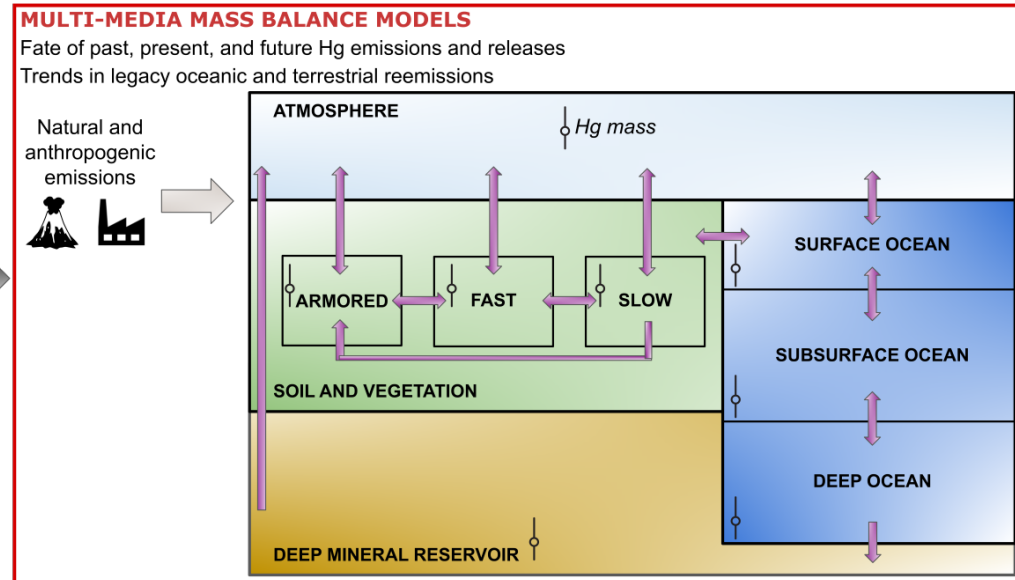 MULTI-MEDIA MASS BALANCE MODELS
Fate of past, present, and future Hg emissions and releases
Trends in legacy oceanic and terrestrial reemissions
Natural and
anthropogenic
emissions
ATMOSPHERE
Hg mass
SURFACE OCEAN
ARMORED
FAST
SLOW
SUBSURFACE OCEAN
SOIL AND VEGETATION
DEEP OCEAN
DEEP MINERAL RESERVOIR